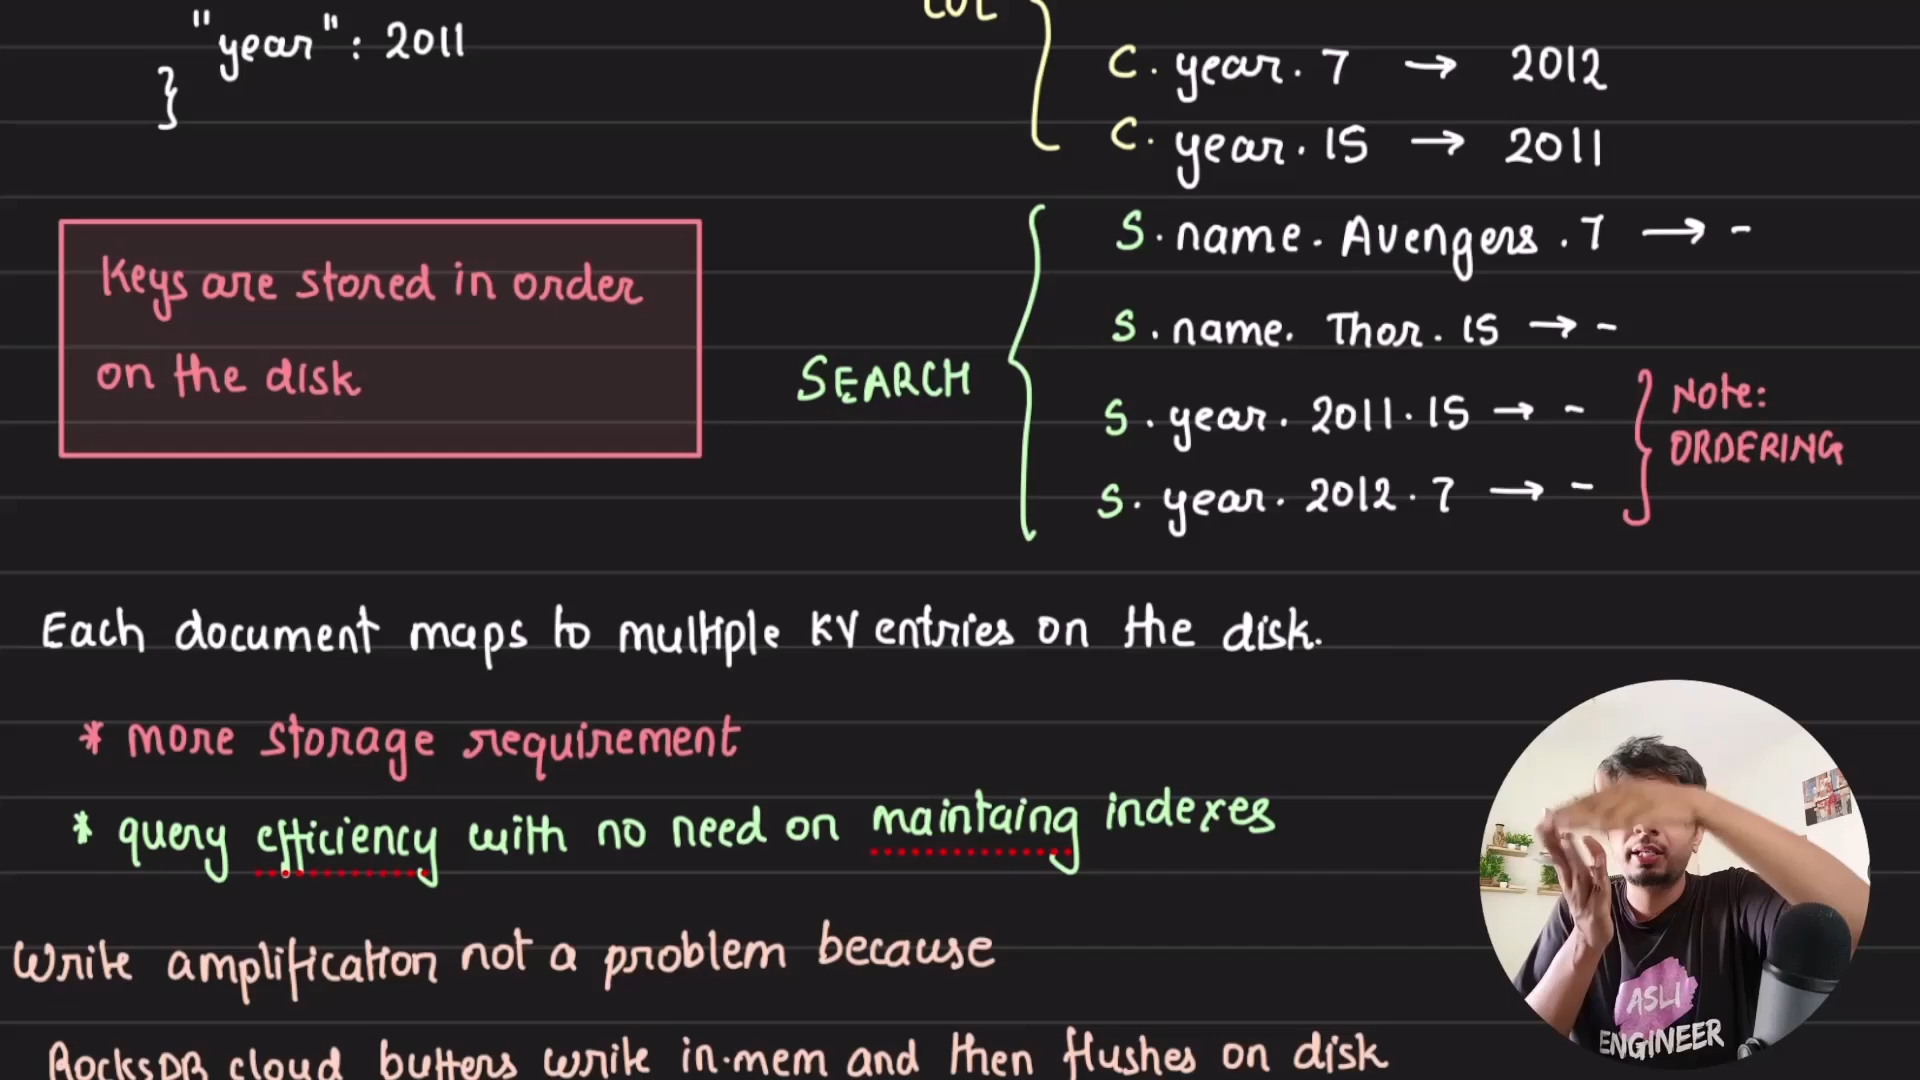 "year": 2011
}
COL
C. year. 7 → 2012
C. year. 15 → 2011
Keys are stored in order
on the disk
SEARCH
S. name. Avengers. 7 → -
S. name. Thor. 15 → -
S. year. 2011. 15 → -
S. year. 2012. 7 → -
NOTE:
ORDERING
Each document maps to multiple KV entries on the disk.
* more storage requirement
* query efficiency with no need on maintaing indexes
Write amplification not a problem because
RocksDB cloud buffers write in-mem and then flushes on disk
ASLI
ENGINEER